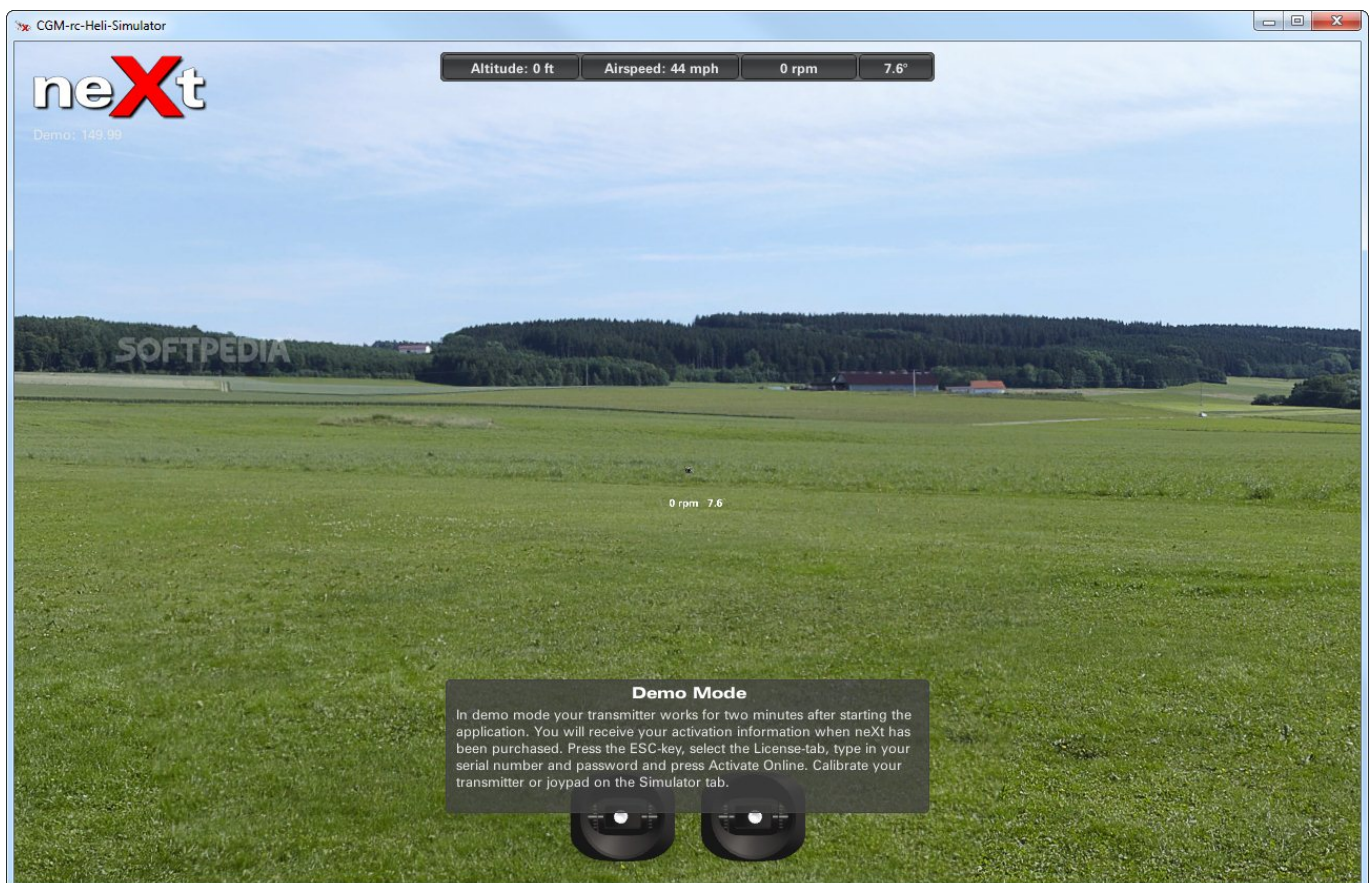 CGM-rc-Heli-Simulator
neXt
Altitude: 0 ft Airspeed: 44 mph 0 rpm 7.6°
Demo: 149.99
SOFTPEDIA
0 rpm 7.6
Demo Mode
In demo mode your transmitter works for two minutes after starting the
application. You will receive your activation information when neXt has
been purchased. Press the ESC-key, select the License-tab, type in your
serial number and password and press Activate Online. Calibrate your
transmitter or joypad on the Simulator tab.